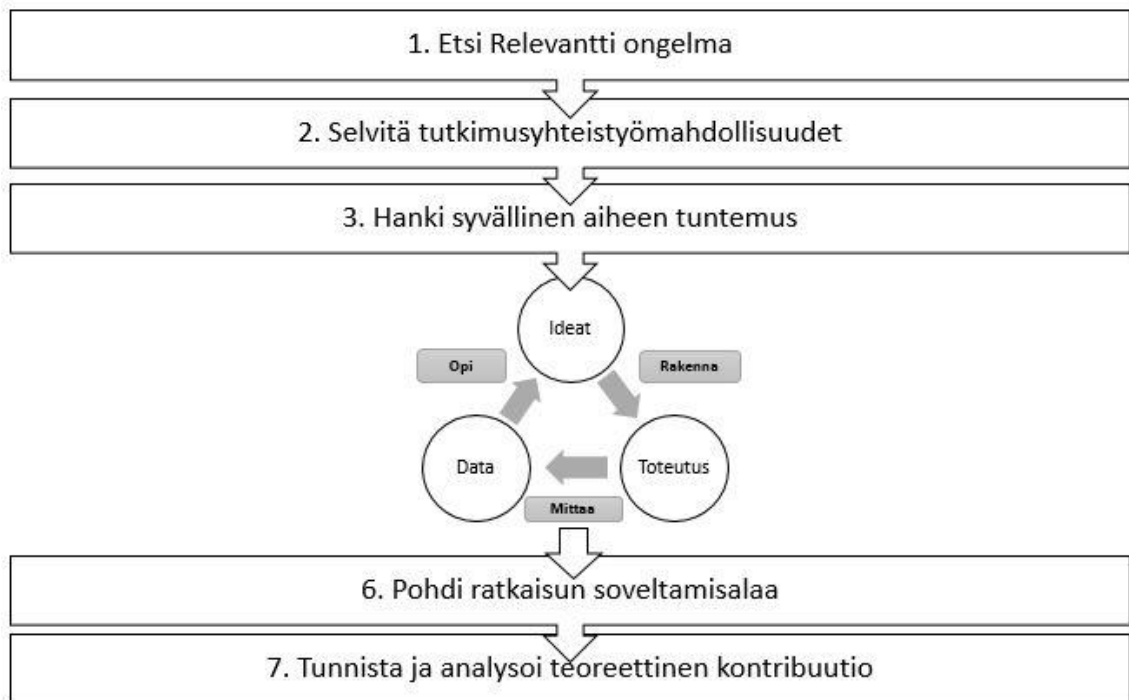 1. Etsi Relevantti ongelma
2. Selvitä tutkimusyhteistyömahdollisuudet
3. Hanki syvällinen aiheen tuntemus
Ideat
Opi
Rakenna
Data
Toteutus
Mittaa
6. Pohdi ratkaisun soveltamisalaa
7. Tunnista ja analysoi teoreettinen kontribuutio